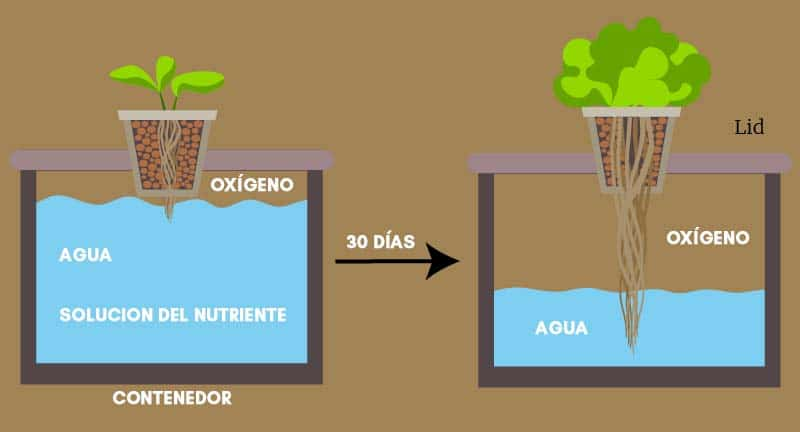 OXÍGENO
AGUA
SOLUCION DEL NUTRIENTE
CONTENEDOR
30 DÍAS
Lid
OXÍGENO
AGUA